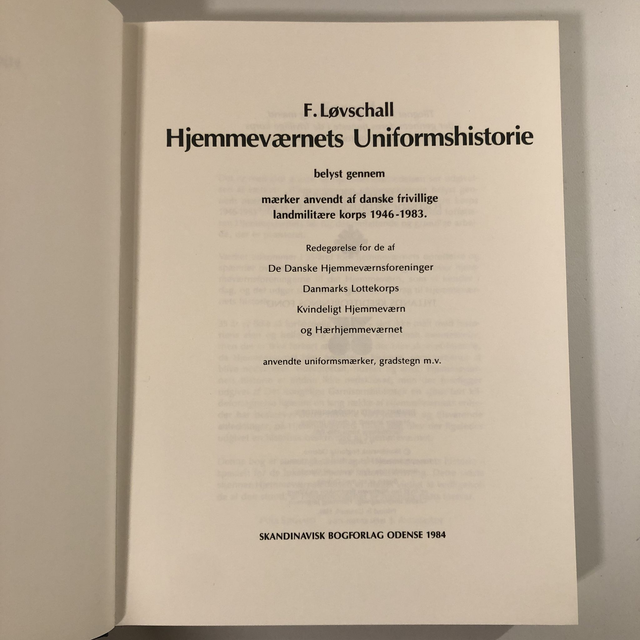 F. Løvschall
Hjemmeværnets Uniformshistorie
belyst gennem
mærker anvendt af danske frivillige
landmilitære korps 1946-1983.
Redegørelse for de af
De Danske Hjemmeværnsforeninger
Danmarks Lottekorps
Kvindeligt Hjemmeværn
og Hærhjemmeværnet
anvendte uniformsmærker, gradstegn m.v.
SKANDINAVISK BOGFORLAG ODENSE 1984